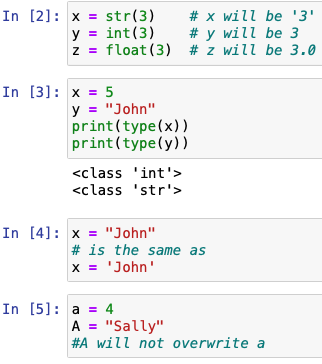 In [2]: x = str(3)    # x will be '3'
y = int(3)    # y will be 3
z = float(3)  # z will be 3.0
In [3]: x = 5
y = "John"
print(type(x))
print(type(y))
<class 'int'>
<class 'str'>
In [4]: x = "John"
# is the same as
x = 'John'
In [5]: a = 4
A = "Sally"
#A will not overwrite a